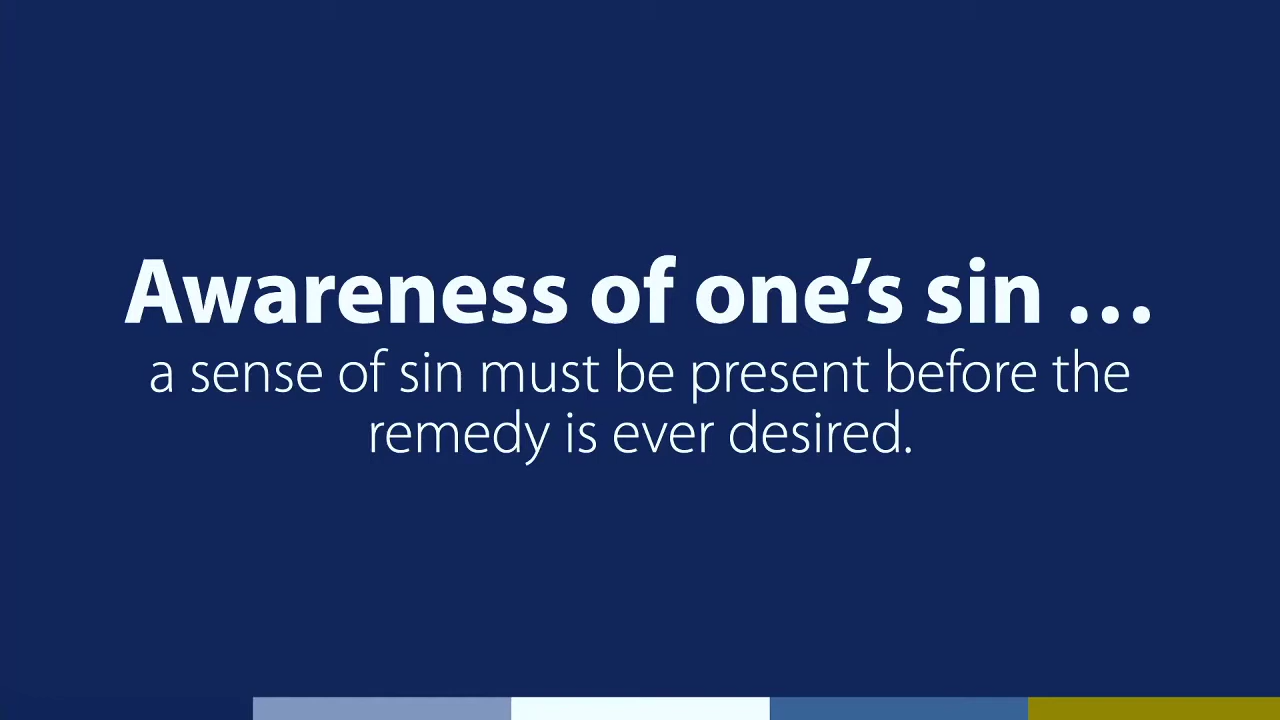 Awareness of one’s sin …
a sense of sin must be present before the
remedy is ever desired.